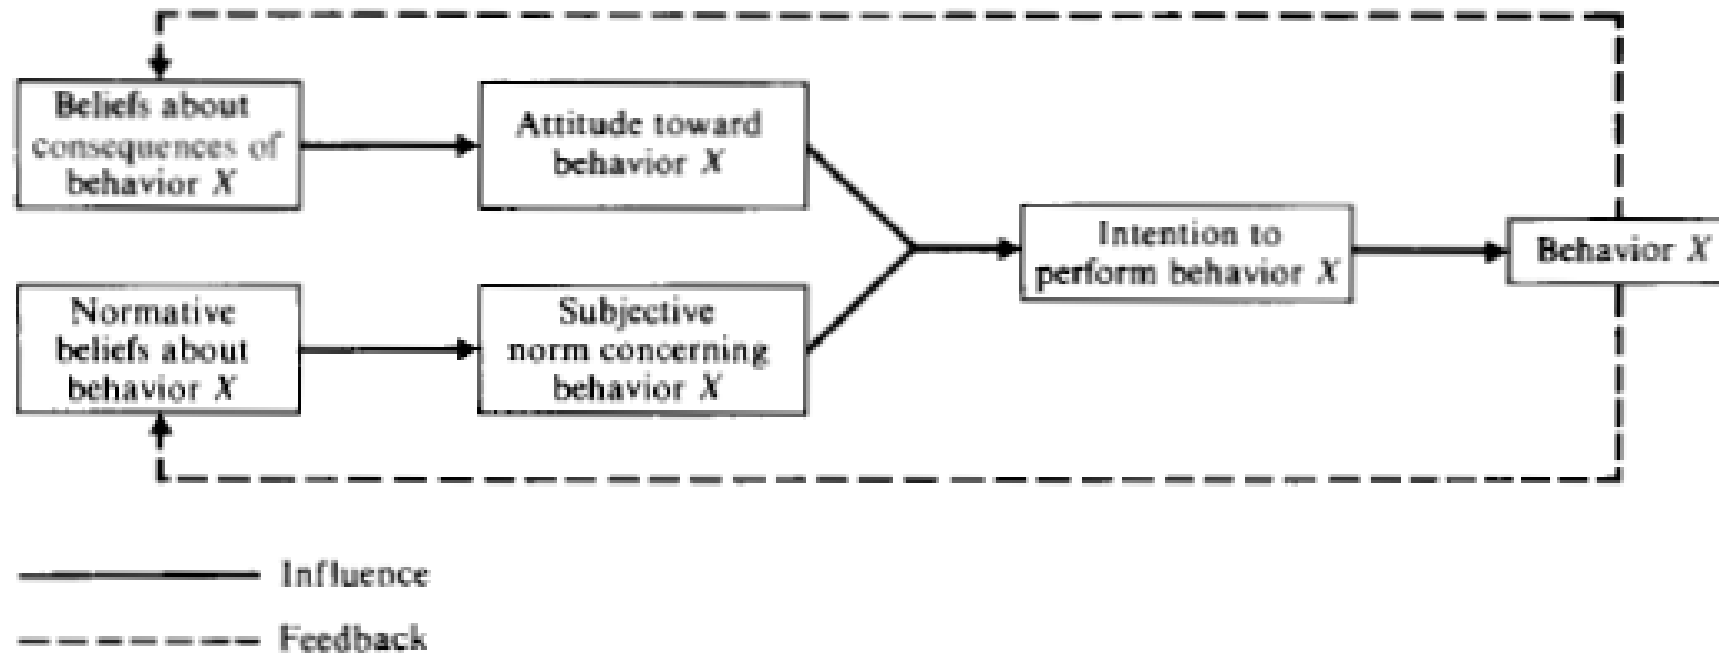 Beliefs about
consequences of
behavior X
Attitude toward
behavior X
Normative
beliefs about
behavior X
Subjective
norm concerning
behavior X
Intention to
perform behavior X
Behavior X
Influence
Feedback